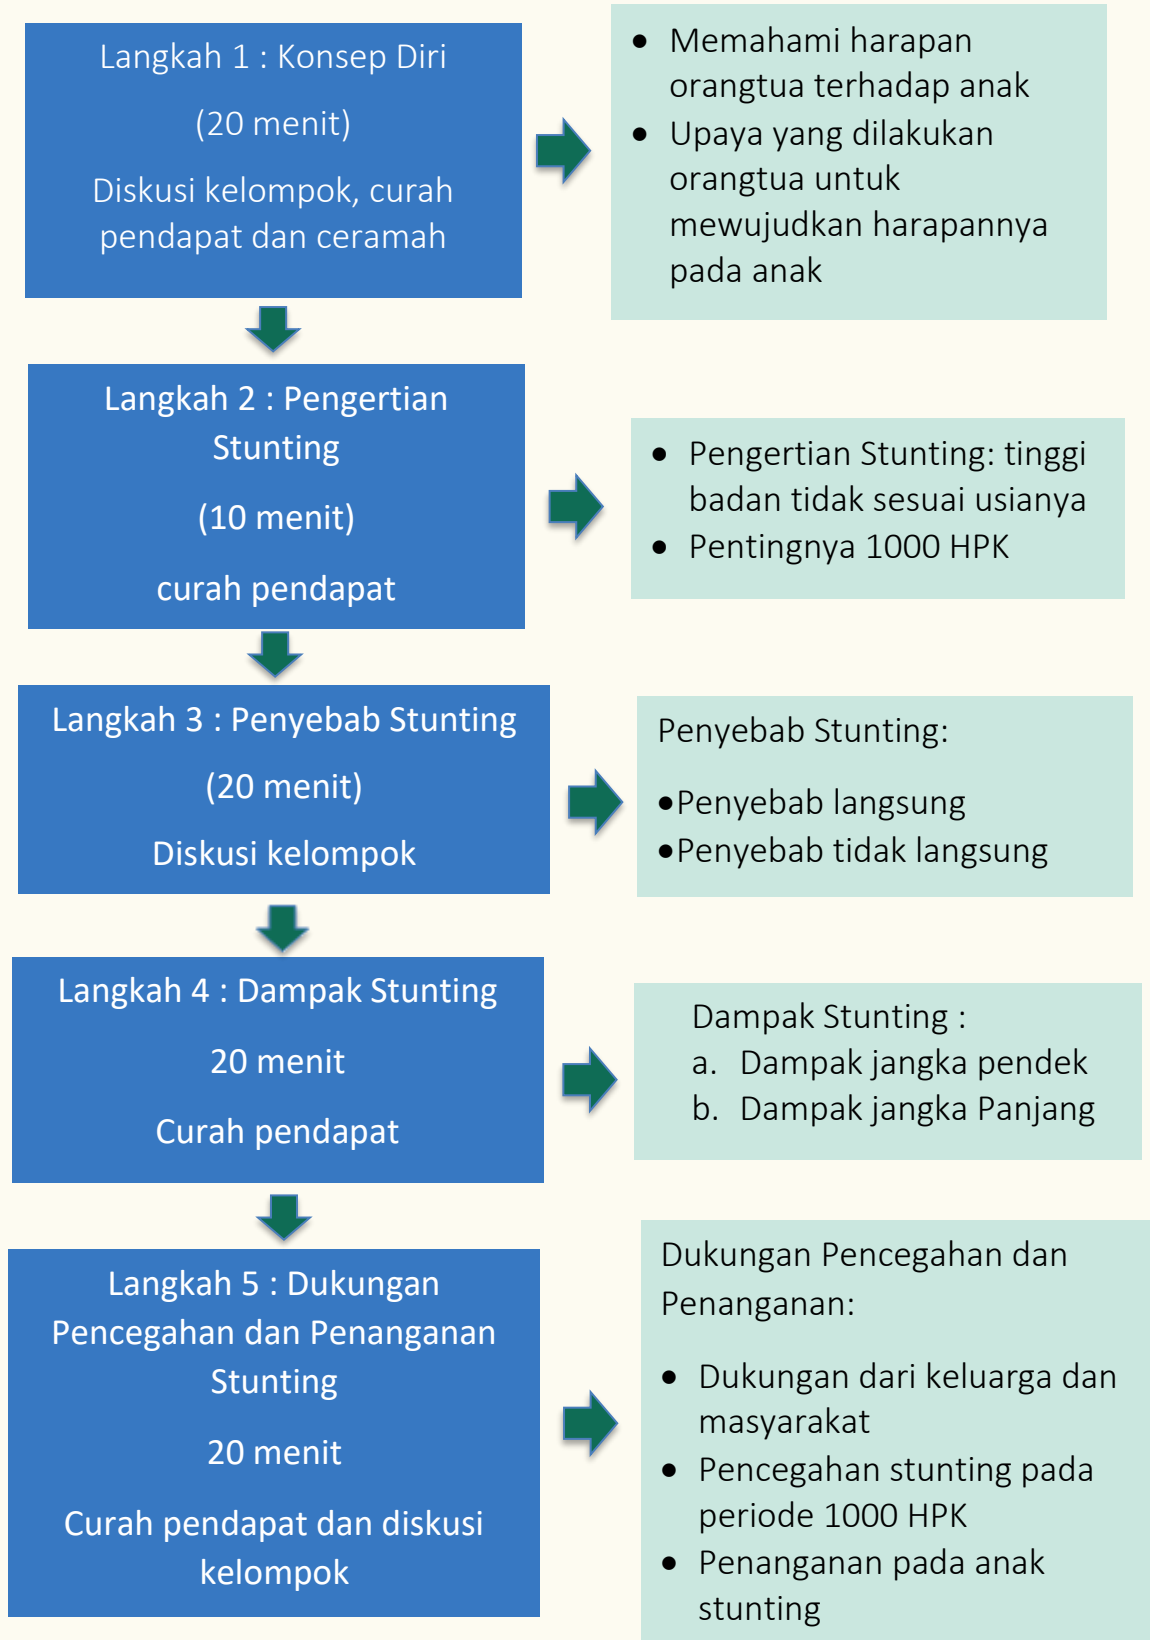 Langkah 1 : Konsep Diri
(20 menit)
Diskusi kelompok, curah
pendapat dan ceramah
• Memahami harapan
orangtua terhadap anak
• Upaya yang dilakukan
orangtua untuk
mewujudkan harapannya
pada anak
Langkah 2 : Pengertian
Stunting
(10 menit)
curah pendapat
• Pengertian Stunting: tinggi
badan tidak sesuai usianya
• Pentingnya 1000 HPK
Langkah 3 : Penyebab Stunting
(20 menit)
Diskusi kelompok
Penyebab Stunting:
•Penyebab langsung
•Penyebab tidak langsung
Langkah 4 : Dampak Stunting
20 menit
Curah pendapat
Dampak Stunting :
a. Dampak jangka pendek
b. Dampak jangka Panjang
Langkah 5 : Dukungan
Pencegahan dan Penanganan
Stunting
20 menit
Curah pendapat dan diskusi
kelompok
Dukungan Pencegahan dan
Penanganan:
• Dukungan dari keluarga dan
masyarakat
• Pencegahan stunting pada
periode 1000 HPK
• Penanganan pada anak
stunting